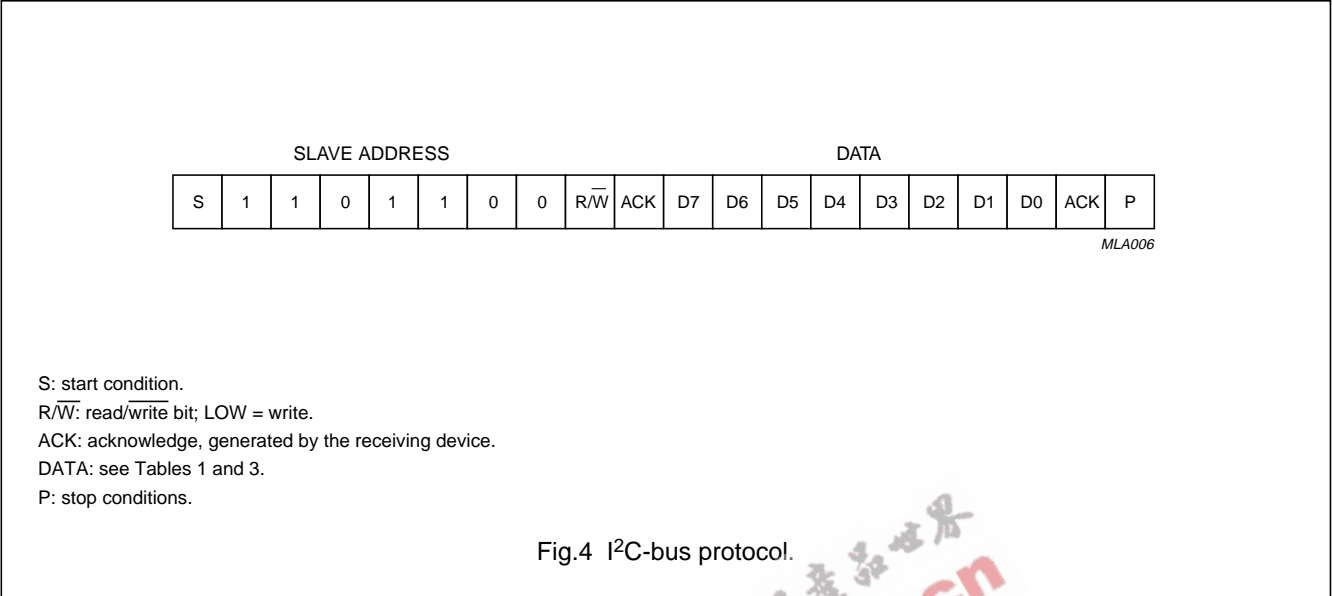 SLAVE ADDRESS DATA
S 1 1 0 1 1 0 0 R/W̅ ACK D7 D6 D5 D4 D3 D2 D1 D0 ACK P
MLA006
S: start condition.
R/W̅: read/w̅r̅i̅t̅e̅ bit; LOW = write.
ACK: acknowledge, generated by the receiving device.
DATA: see Tables 1 and 3.
P: stop conditions.
Fig.4 I²C-bus protocol.